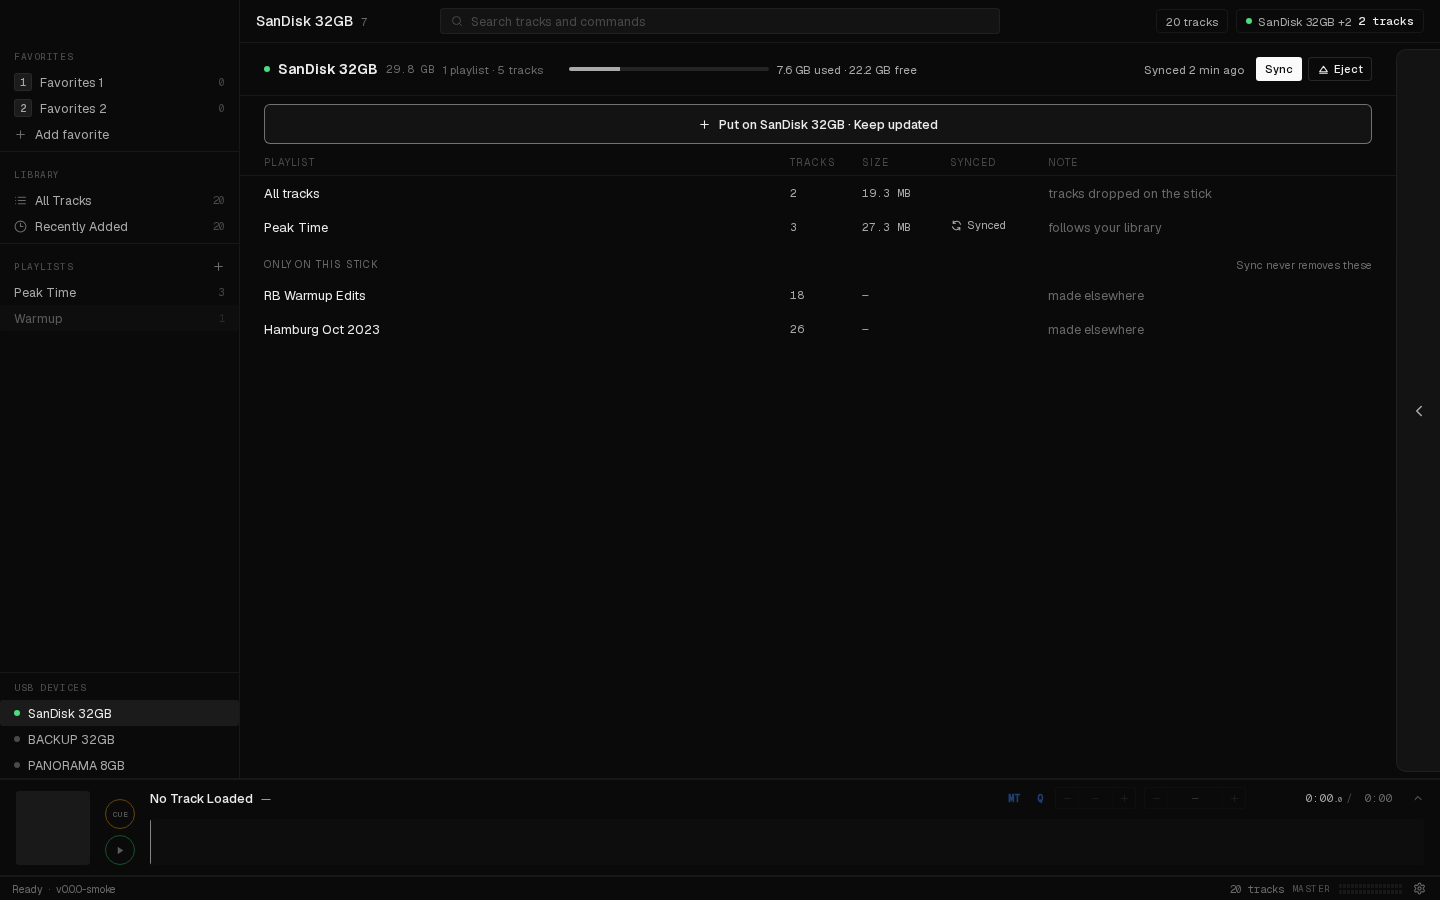 SanDisk 32GB 7
Search tracks and commands
20 tracks
SanDisk 32GB +2 2 tracks
FAVORITES
1 Favorites 1 0
2 Favorites 2 0
Add favorite
LIBRARY
All Tracks 20
Recently Added 20
PLAYLISTS
Peak Time 3
Warmup 1
USB DEVICES
SanDisk 32GB
BACKUP 32GB
PANORAMA 8GB
SanDisk 32GB 29.8 GB 1 playlist · 5 tracks 7.6 GB used · 22.2 GB free Synced 2 min ago Sync Eject
Put on SanDisk 32GB · Keep updated
PLAYLIST TRACKS SIZE SYNCED NOTE
All tracks 2 19.3 MB tracks dropped on the stick
Peak Time 3 27.3 MB Synced follows your library
ONLY ON THIS STICK Sync never removes these
RB Warmup Edits 18 – made elsewhere
Hamburg Oct 2023 26 – made elsewhere
CUE
No Track Loaded —
MT Q – – + – – +
0:00.0 / 0:00
Ready · v0.0.0-smoke
20 tracks MASTER